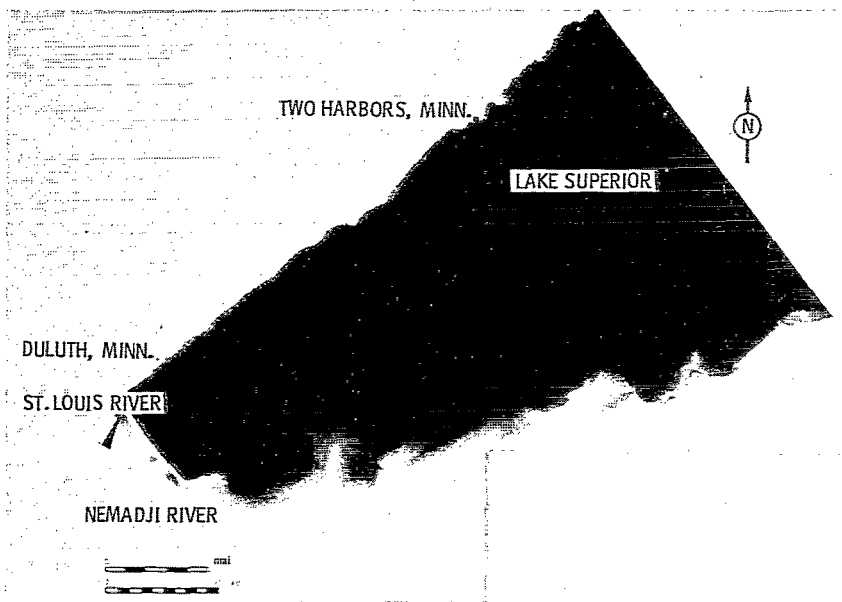 TWO HARBORS, MINN.
N
LAKE SUPERIOR
DULUTH, MINN.
ST. LOUIS RIVER
NEMADJI RIVER